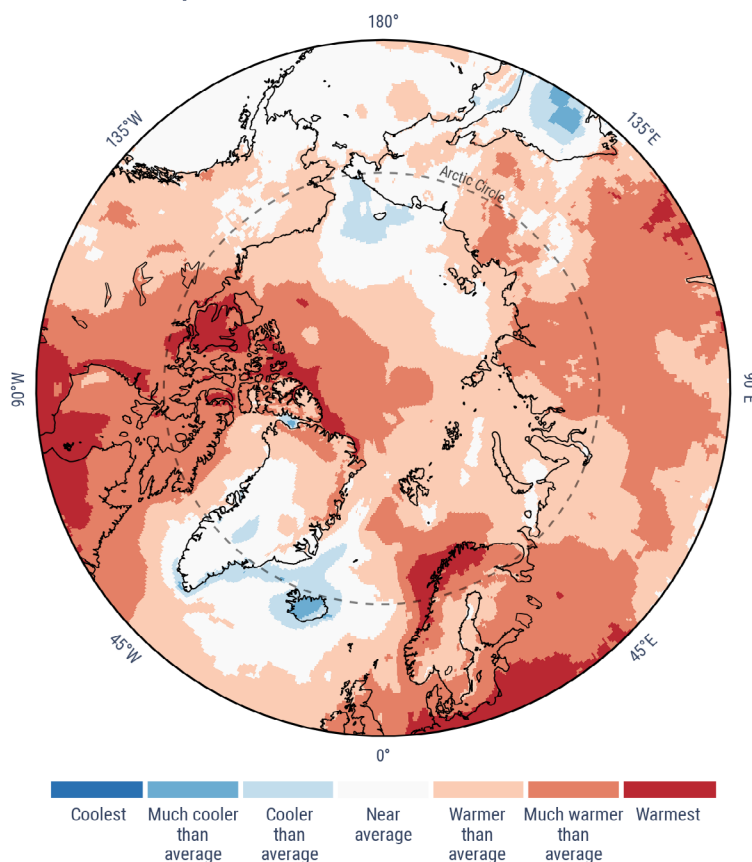 180°
135°W
135°E
Arctic Circle
90°W
90°E
45°W
45°E
0°
Coolest
Much cooler
than
average
Cooler
than
average
Near
average
Warmer
than
average
Much warmer
than
average
Warmest